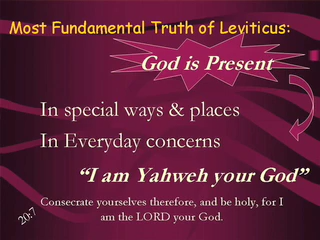 Most Fundamental Truth of Leviticus:
God is Present
In special ways & places
In Everyday concerns
“I am Yahweh your God”
Consecrate yourselves therefore, and be holy, for I
am the LORD your God.
20:7